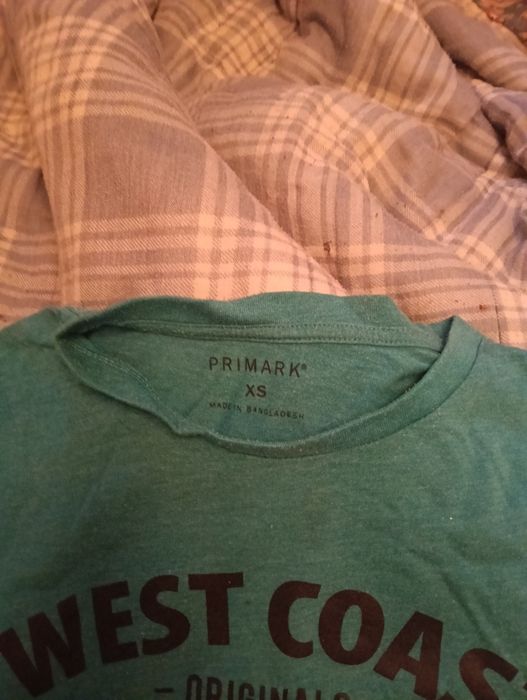 PRIMARK®
XS
MADE IN BANGLADESH
WEST COAS
ORIGINALS